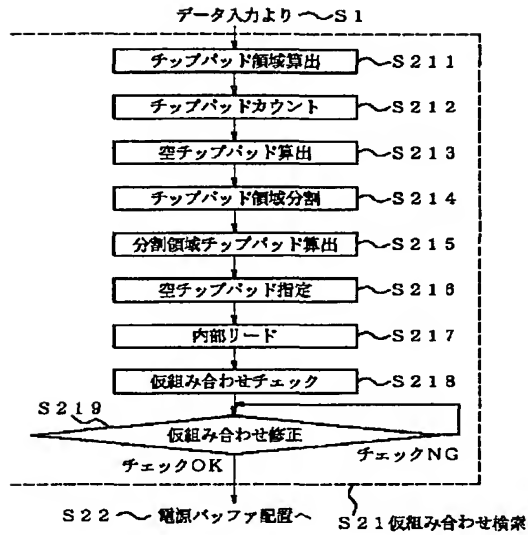 データ入力より S1
チップパッド領域算出 S211
チップパッドカウント S212
空チップパッド算出 S213
チップパッド領域分割 S214
分割領域チップパッド算出 S215
空チップパッド指定 S216
内部リード S217
仮組み合わせチェック S218
S219
仮組み合わせ修正
チェックOK
チェックNG
S22 電源バッファ配置へ
S21仮組み合わせ検索